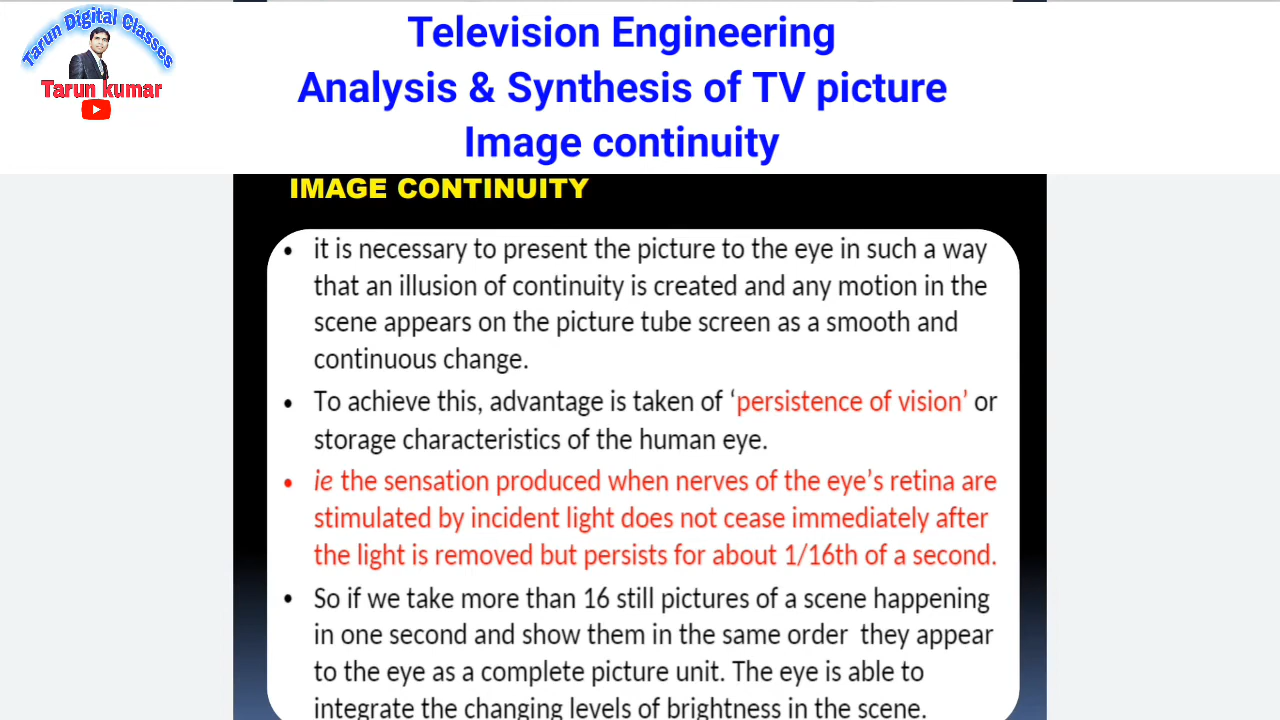 Tarun Digital Classes
Tarun kumar
Television Engineering
Analysis & Synthesis of TV picture
Image continuity
IMAGE CONTINUITY
• it is necessary to present the picture to the eye in such a way
that an illusion of continuity is created and any motion in the
scene appears on the picture tube screen as a smooth and
continuous change.
• To achieve this, advantage is taken of ‘persistence of vision’ or
storage characteristics of the human eye.
• ie the sensation produced when nerves of the eye’s retina are
stimulated by incident light does not cease immediately after
the light is removed but persists for about 1/16th of a second.
• So if we take more than 16 still pictures of a scene happening
in one second and show them in the same order they appear
to the eye as a complete picture unit. The eye is able to
integrate the changing levels of brightness in the scene.